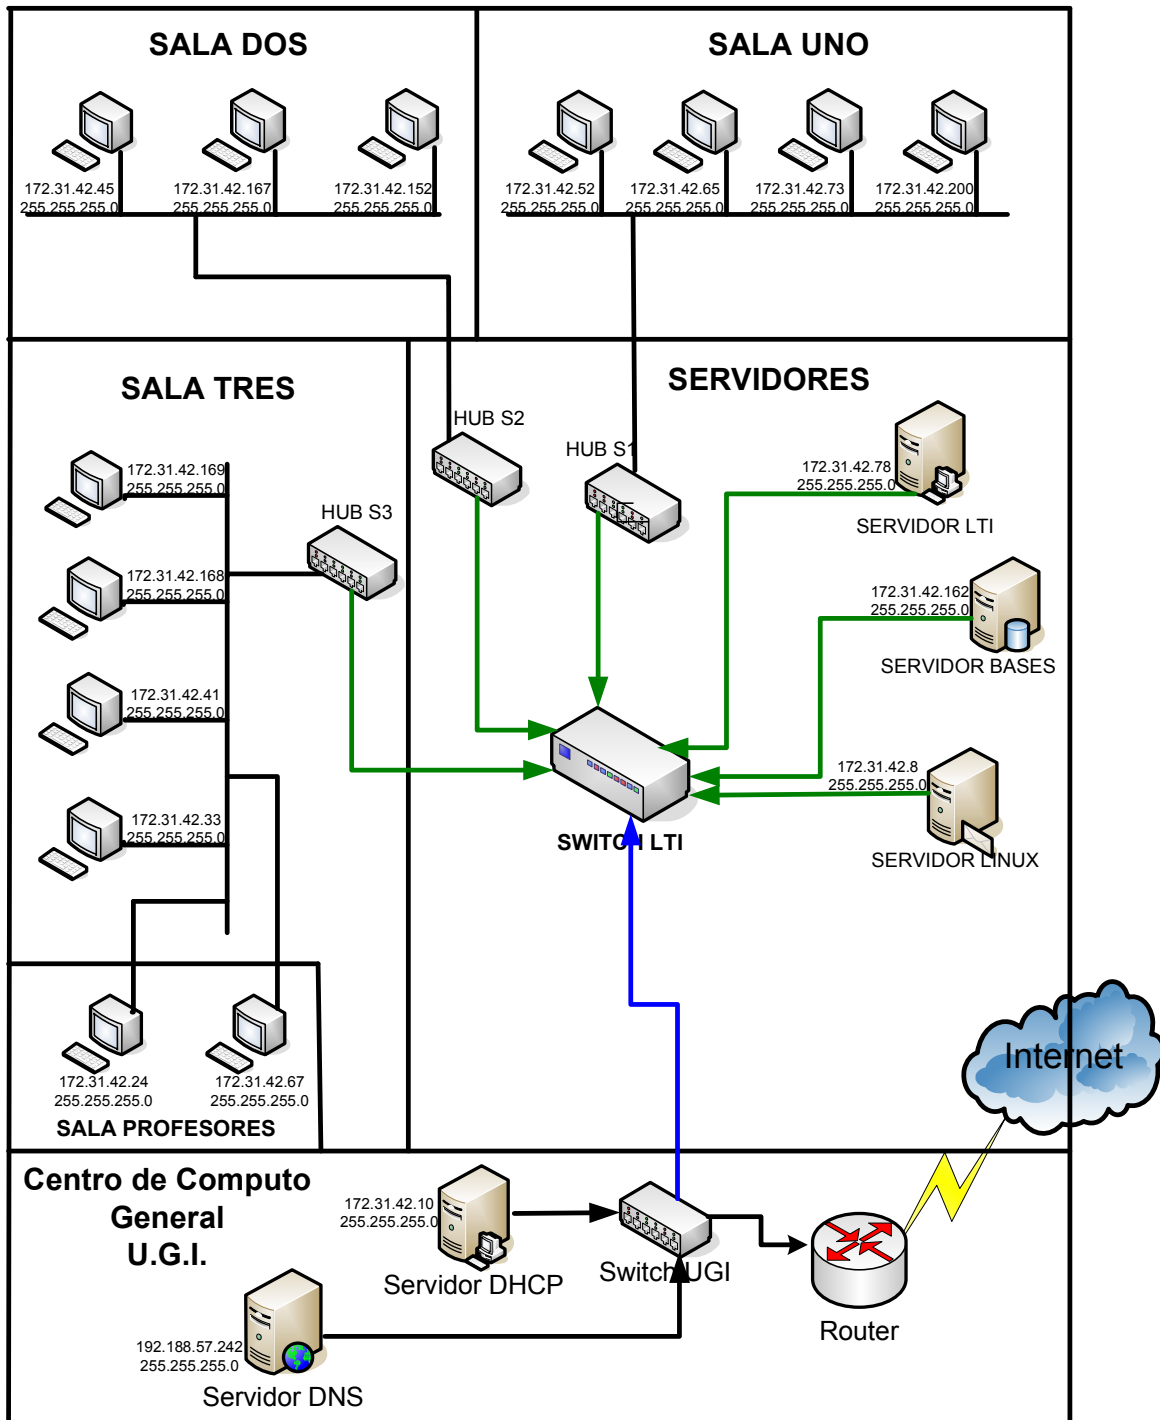 SALA DOS
172.31.42.45
255.255.255.0
172.31.42.167
255.255.255.0
172.31.42.152
255.255.255.0
SALA UNO
172.31.42.52
255.255.255.0
172.31.42.65
255.255.255.0
172.31.42.73
255.255.255.0
172.31.42.200
255.255.255.0
SALA TRES
172.31.42.169
255.255.255.0
172.31.42.168
255.255.255.0
172.31.42.41
255.255.255.0
172.31.42.33
255.255.255.0
HUB S3
SERVIDORES
HUB S2
HUB S1
172.31.42.78
255.255.255.0
SERVIDOR LTI
172.31.42.162
255.255.255.0
SERVIDOR BASES
172.31.42.8
255.255.255.0
SERVIDOR LINUX
SWITCH LTI
172.31.42.24
255.255.255.0
172.31.42.67
255.255.255.0
SALA PROFESORES
Internet
Centro de Computo
General
U.G.I.
172.31.42.10
255.255.255.0
Servidor DHCP
Switch UGI
Router
192.188.57.242
255.255.255.0
Servidor DNS